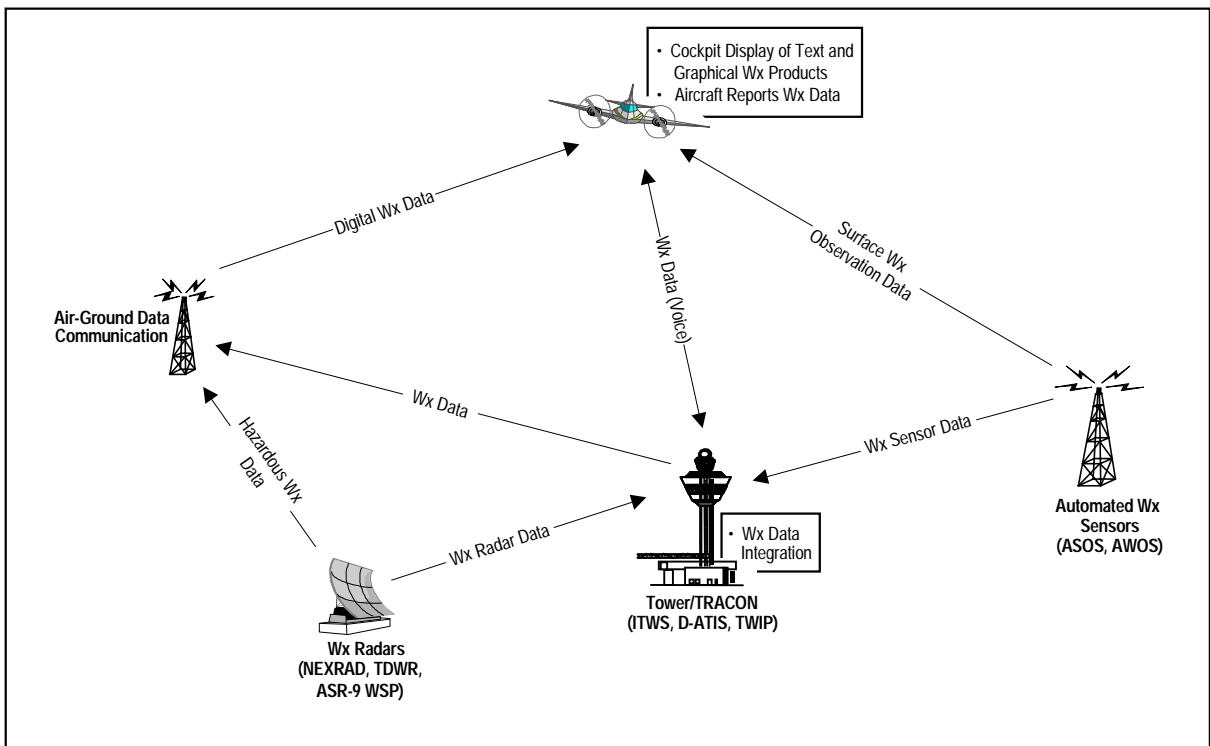 • Cockpit Display of Text and
Graphical Wx Products
• Aircraft Reports Wx Data
Digital Wx Data
Wx Data (Voice)
Surface Wx
Observation Data
Air-Ground Data
Communication
Wx Data
Hazardous Wx
Data
Wx Radar Data
Wx Sensor Data
Automated Wx
Sensors
(ASOS, AWOS)
• Wx Data
Integration
Tower/TRACON
(ITWS, D-ATIS, TWIP)
Wx Radars
(NEXRAD, TDWR,
ASR-9 WSP)